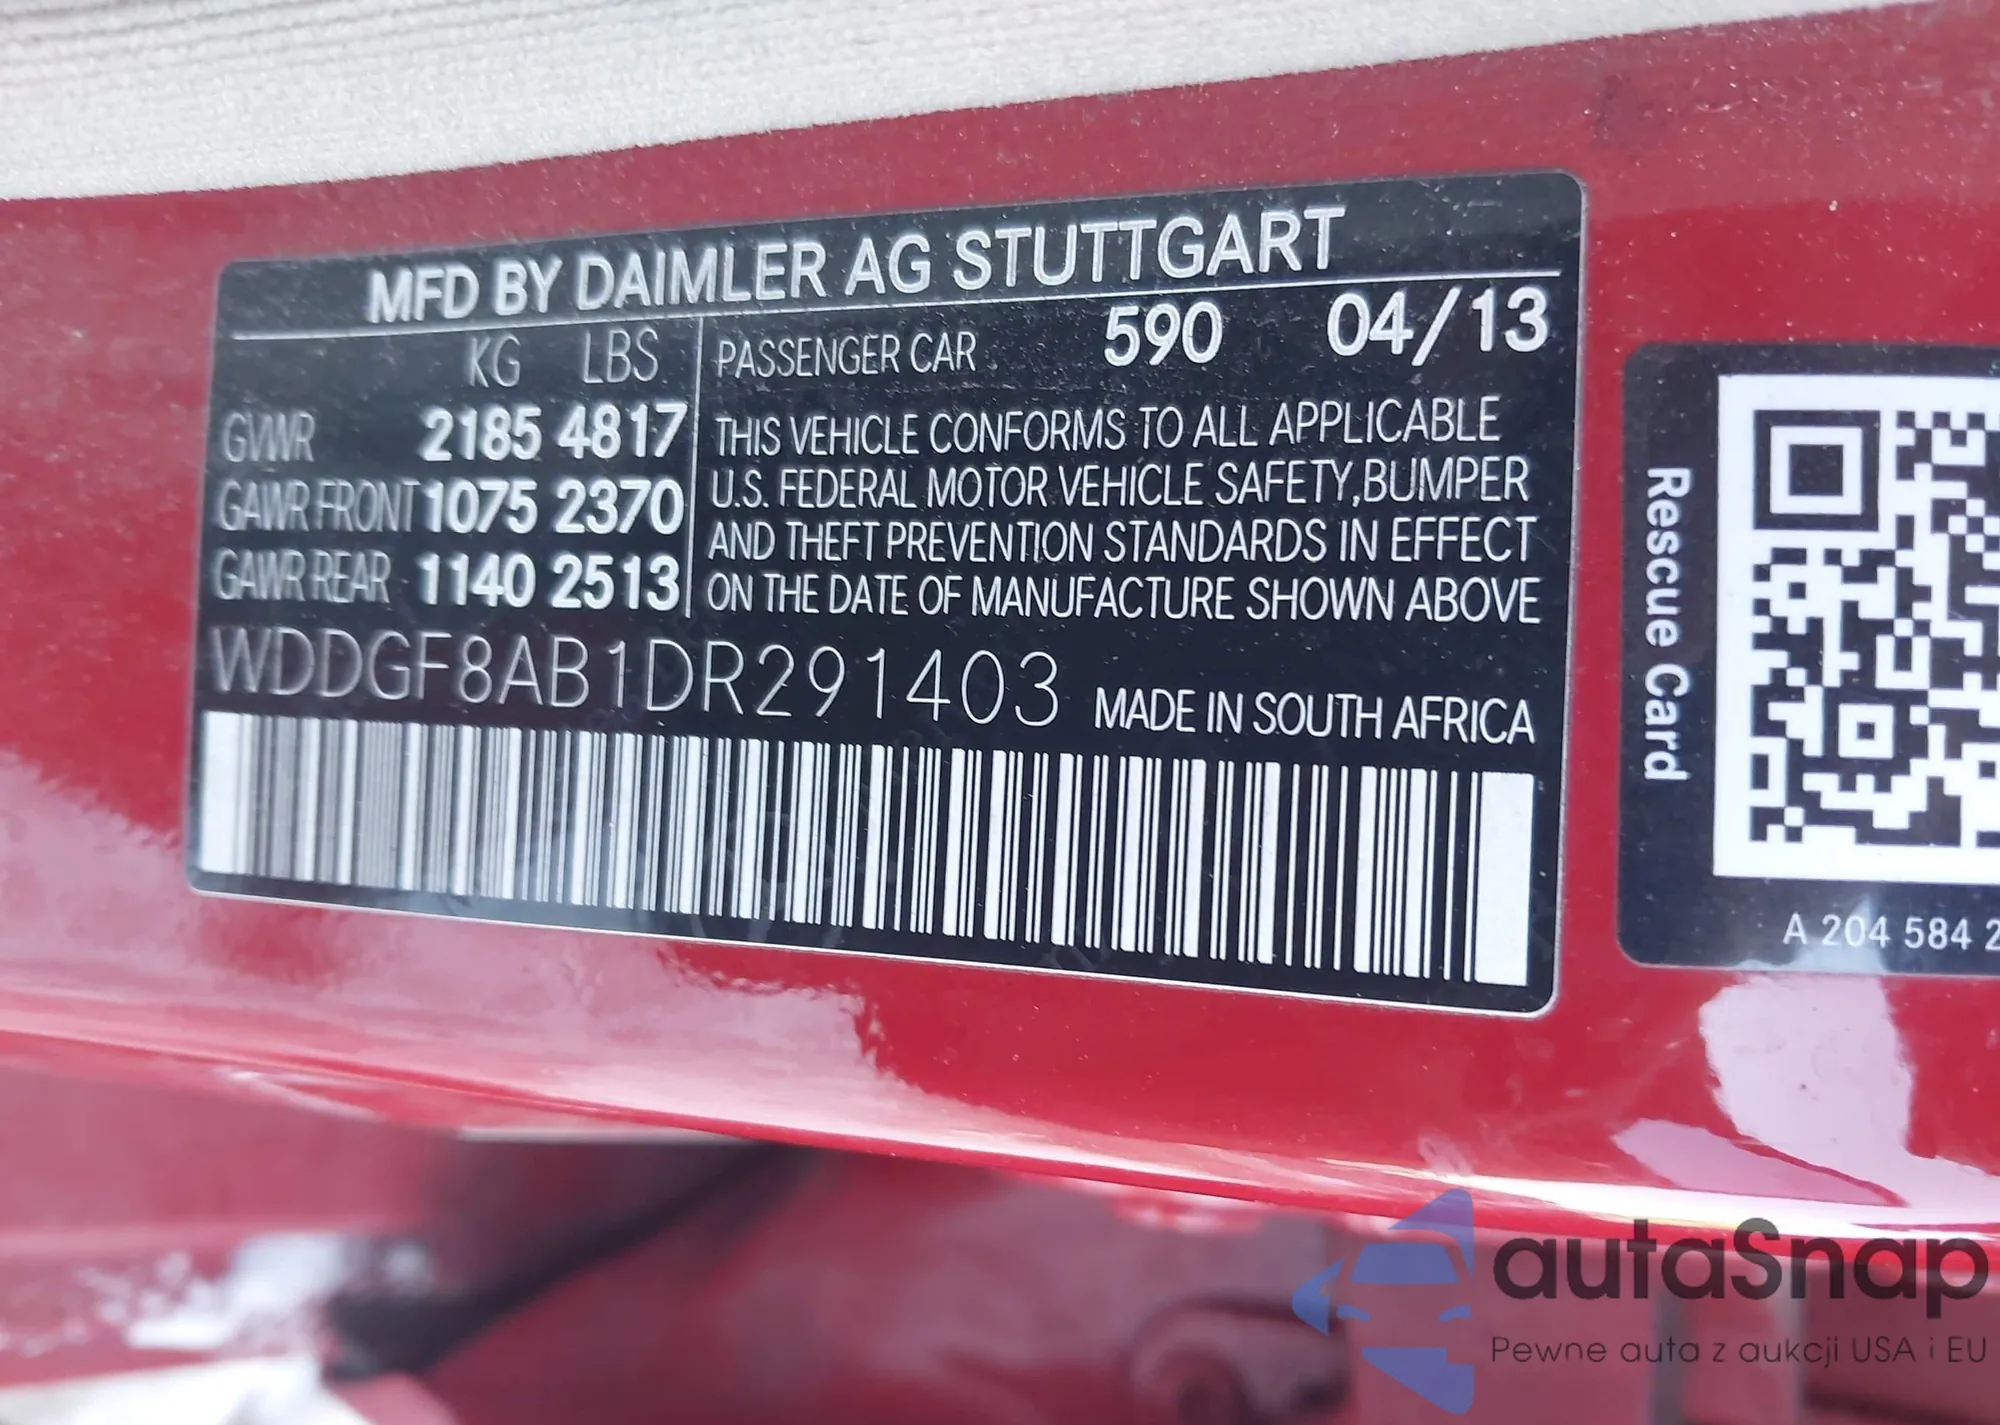 MFD BY DAIMLER AG STUTTGART
KG LBS
GVWR 2185 4817
GAWR FRONT 1075 2370
GAWR REAR 1140 2513
PASSENGER CAR 590 04/13
THIS VEHICLE CONFORMS TO ALL APPLICABLE
U.S. FEDERAL MOTOR VEHICLE SAFETY,BUMPER
AND THEFT PREVENTION STANDARDS IN EFFECT
ON THE DATE OF MANUFACTURE SHOWN ABOVE
WDDGF8AB1DR291403 MADE IN SOUTH AFRICA
Rescue Card
A 204 584 2
autaSnap
Pewne auta z aukcji USA i EU